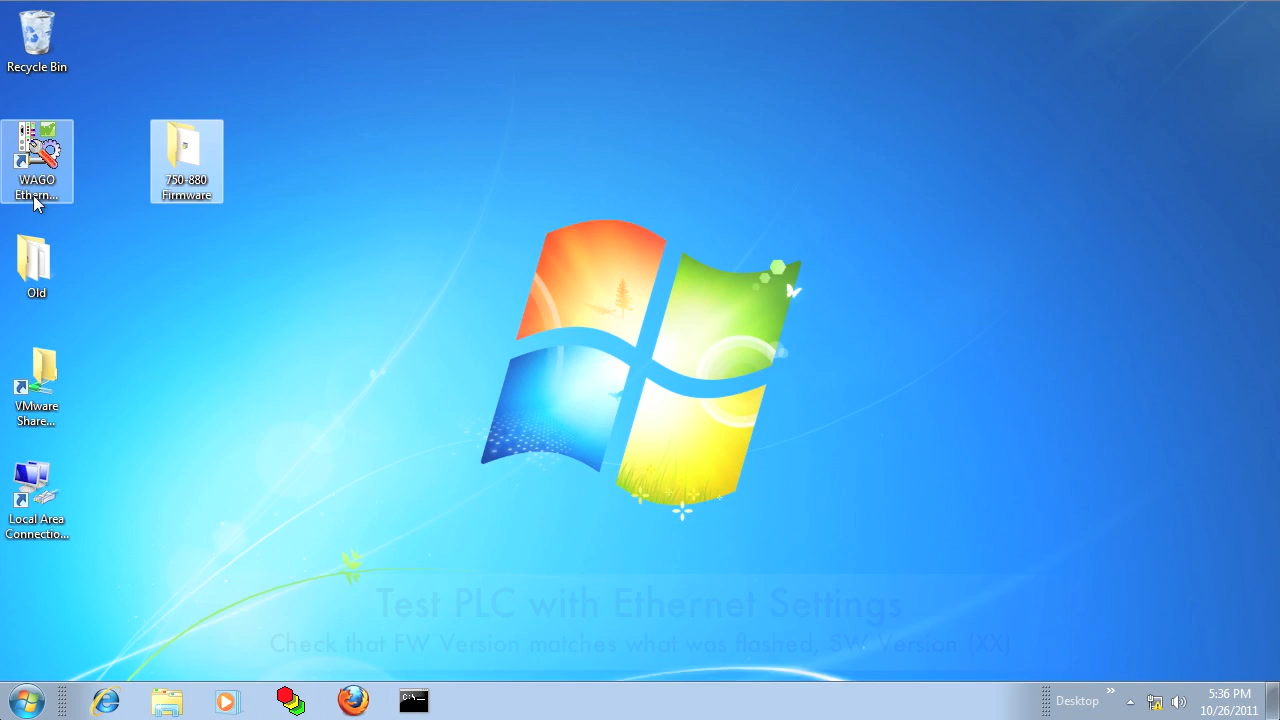 Recycle Bin
WAGO
Ethern...
750-880
Firmware
Old
VMware
Share...
Local Area
Connectio...
Test PLC with Ethernet Settings
Check that FW Version matches what was flashed, SW Version (XX)
C:\_
Desktop
5:36 PM
10/26/2011